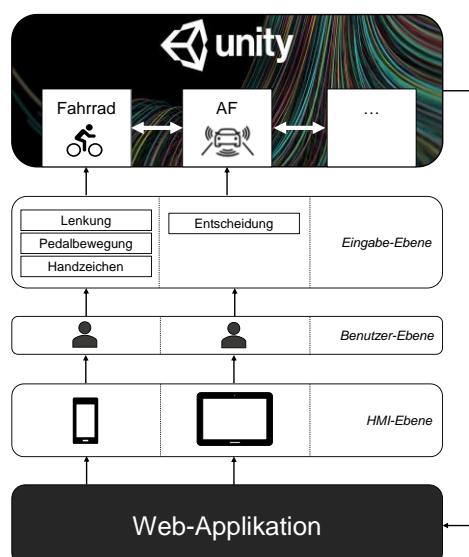 unity
Fahrrad
AF
...
Lenkung
Pedalbewegung
Handzeichen
Entscheidung
Eingabe-Ebene
Benutzer-Ebene
HMI-Ebene
Web-Applikation